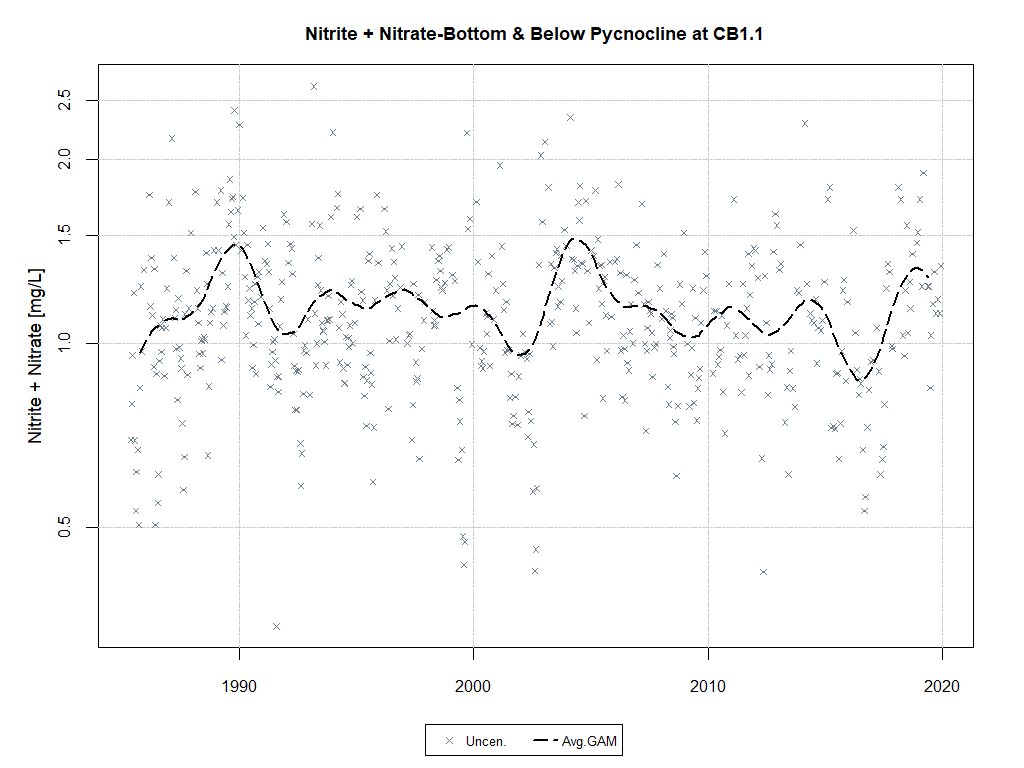 Nitrite + Nitrate-Bottom & Below Pycnocline at CB1.1
Nitrite + Nitrate [mg/L]
2.5
2.0
1.5
1.0
0.5
1990 2000 2010 2020
Uncen. Avg.GAM